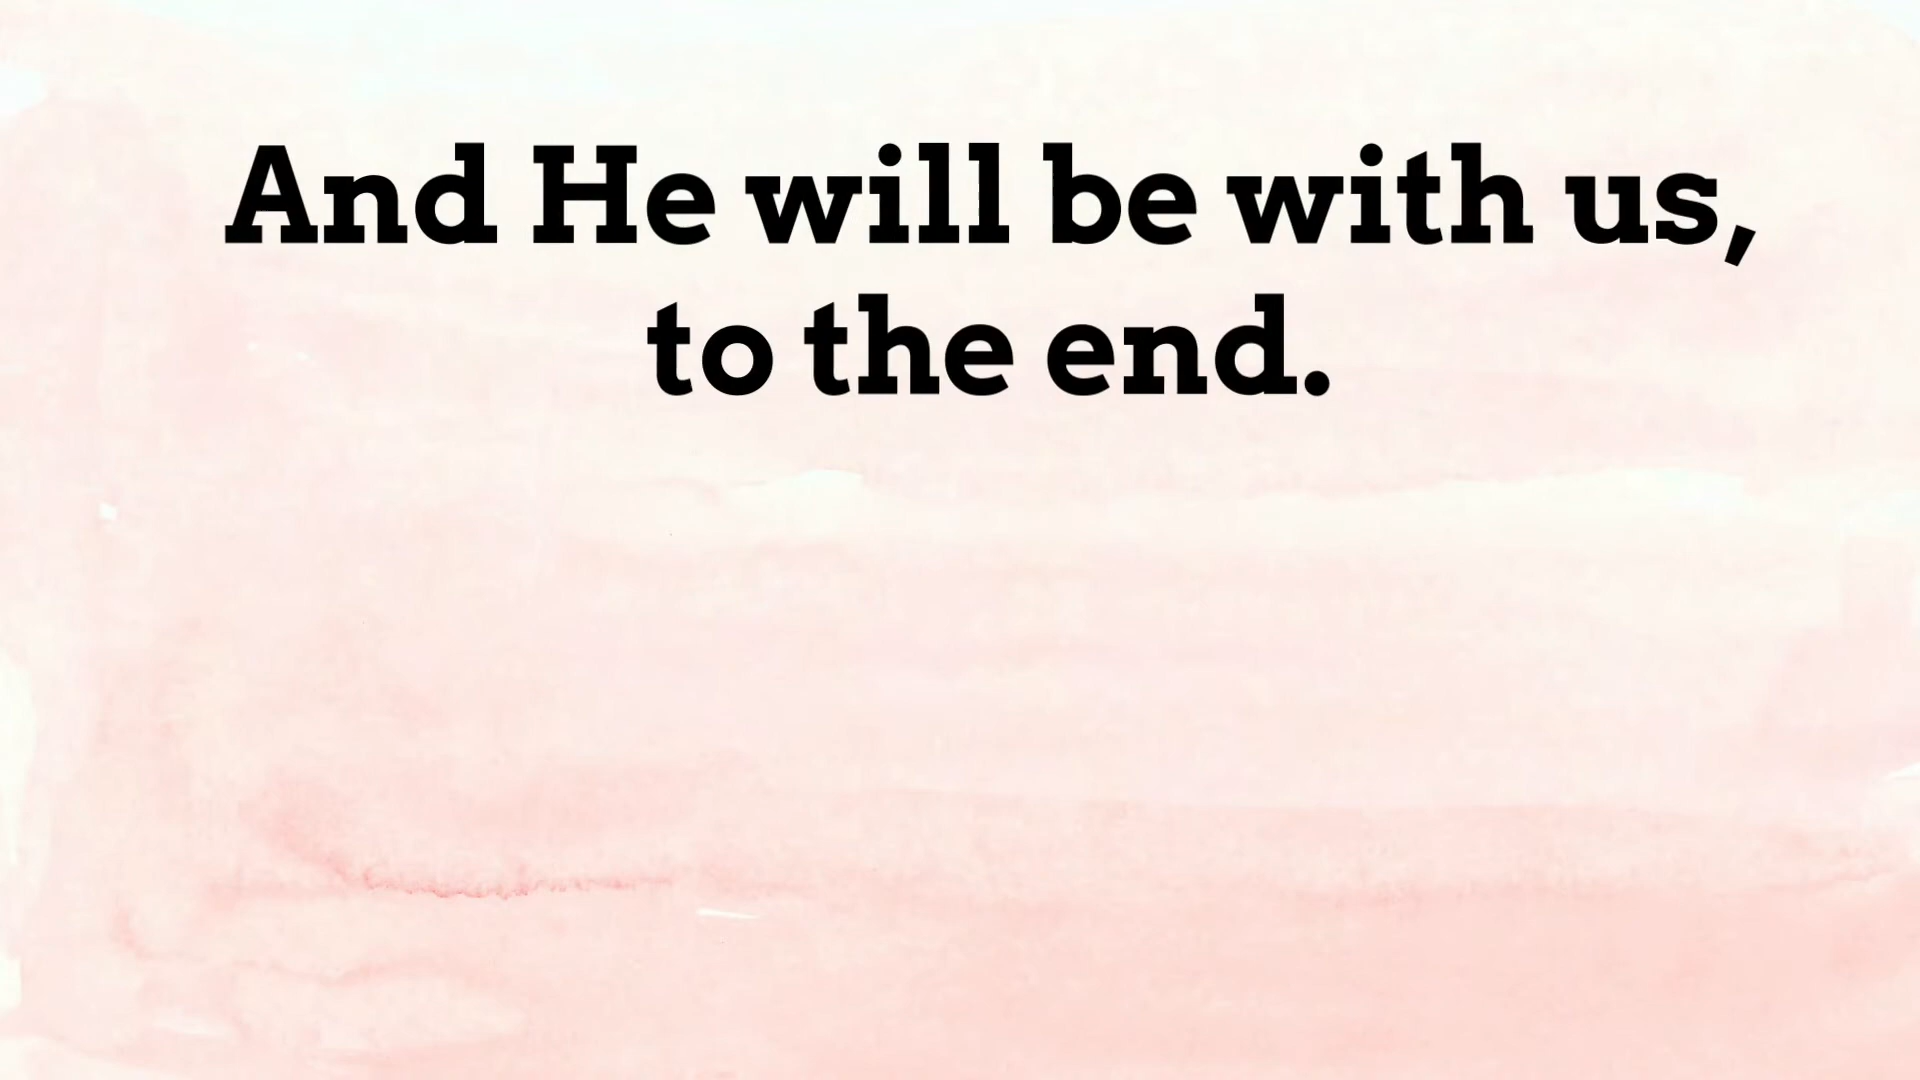 And He will be with us,
to the end.